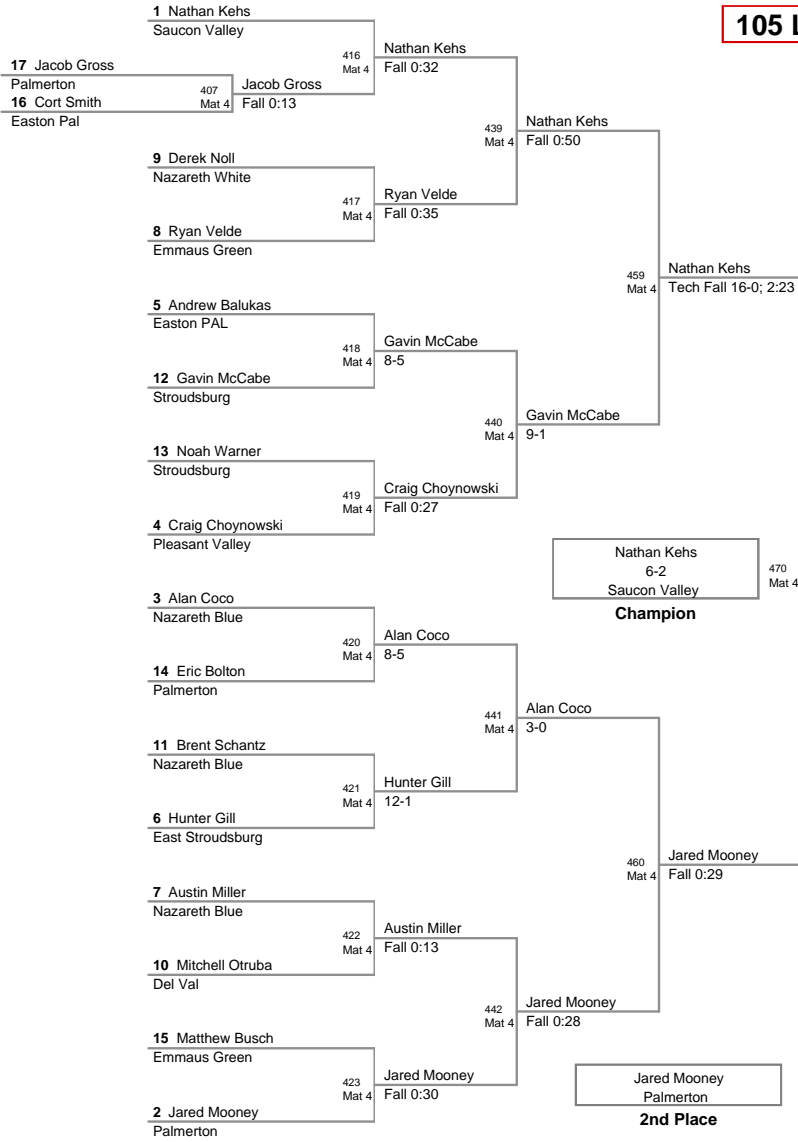 1 Nathan Kehs
Saucon Valley
105 L
416
Mat 4
Nathan Kehs
Fall 0:32
17 Jacob Gross
Palmerton
407
Mat 4
Jacob Gross
Fall 0:13
16 Cort Smith
Easton Pal
439
Mat 4
Nathan Kehs
Fall 0:50
9 Derek Noll
Nazareth White
417
Mat 4
Ryan Velde
Fall 0:35
8 Ryan Velde
Emmaus Green
459
Mat 4
Nathan Kehs
Tech Fall 16-0; 2:23
5 Andrew Balukas
Easton PAL
418
Mat 4
Gavin McCabe
8-5
12 Gavin McCabe
Stroudsburg
440
Mat 4
Gavin McCabe
9-1
13 Noah Warner
Stroudsburg
419
Mat 4
Craig Choynowski
Fall 0:27
4 Craig Choynowski
Pleasant Valley
Nathan Kehs
6-2
Saucon Valley
470
Mat 4
Champion
3 Alan Coco
Nazareth Blue
420
Mat 4
Alan Coco
8-5
14 Eric Bolton
Palmerton
441
Mat 4
Alan Coco
3-0
11 Brent Schantz
Nazareth Blue
421
Mat 4
Hunter Gill
12-1
6 Hunter Gill
East Stroudsburg
460
Mat 4
Jared Mooney
Fall 0:29
7 Austin Miller
Nazareth Blue
422
Mat 4
Austin Miller
Fall 0:13
10 Mitchell Otruba
Del Val
442
Mat 4
Jared Mooney
Fall 0:28
15 Matthew Busch
Emmaus Green
423
Mat 4
Jared Mooney
Fall 0:30
2 Jared Mooney
Palmerton
Jared Mooney
Palmerton
2nd Place